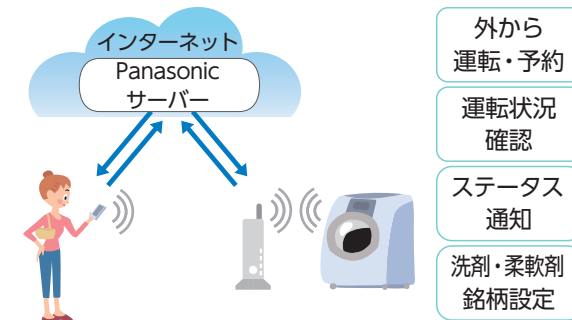 インターネット
Panasonic
サーバー
外から
運転・予約
運転状況
確認
ステータス
通知
洗剤・柔軟剤
銘柄設定